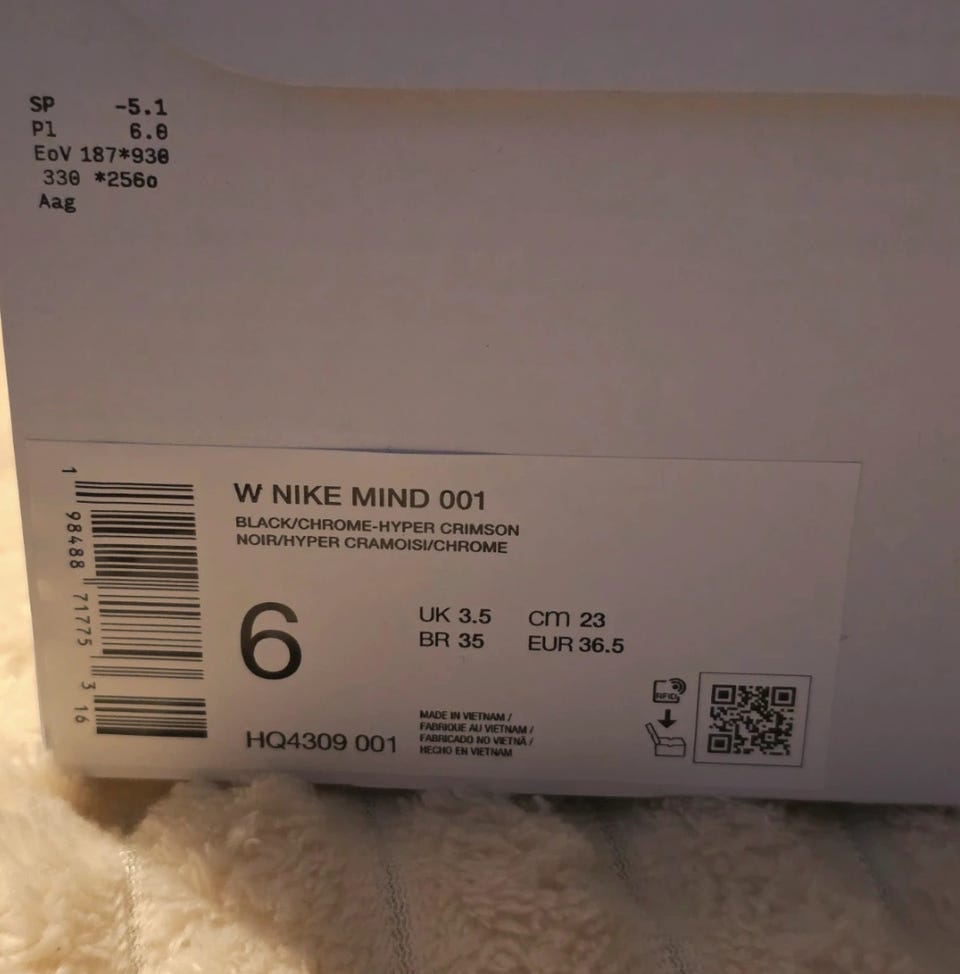 SP -5.1
Pl 6.0
EoV 187*930
330 *256o
Aag
1 98488 71775 3 16
W NIKE MIND 001
BLACK/CHROME-HYPER CRIMSON
NOIR/HYPER CRAMOISI/CHROME
6
UK 3.5 cm 23
BR 35 EUR 36.5
HQ4309 001
MADE IN VIETNAM /
FABRIQUE AU VIETNAM /
FABRICADO NO VIETNÃ /
HECHO EN VIETNAM
RFID